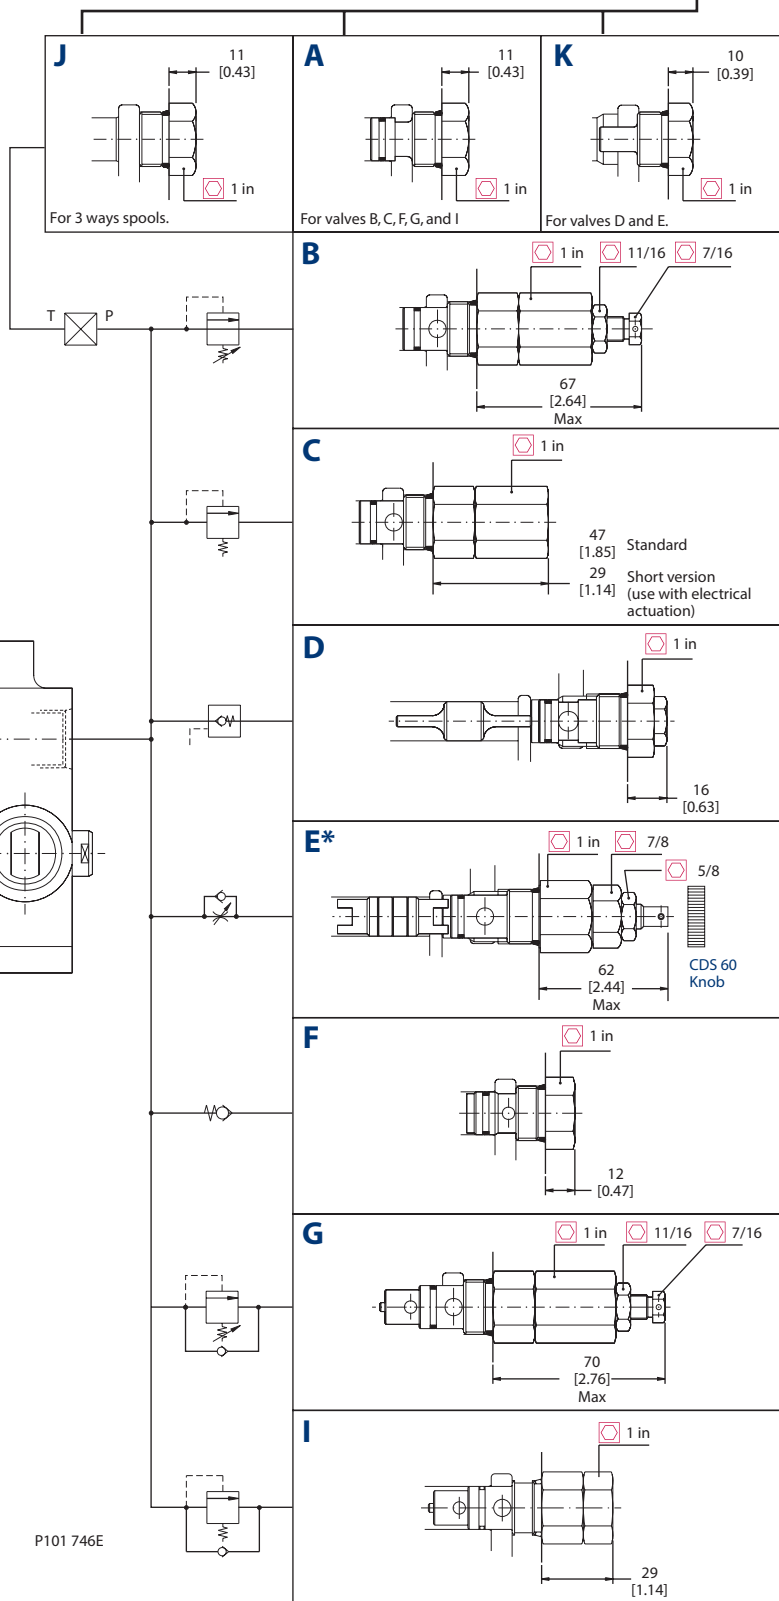 J
11
[0.43]
1 in
For 3 ways spools.
A
11
[0.43]
1 in
For valves B, C, F, G, and I
K
10
[0.39]
1 in
For valves D and E.
T
P
B
1 in
11/16
7/16
67
[2.64]
Max
C
1 in
47
[1.85]
Standard
29
[1.14]
Short version
(use with electrical
actuation)
D
1 in
16
[0.63]
E*
1 in
7/8
5/8
62
[2.44]
Max
CDS 60
Knob
F
1 in
12
[0.47]
G
1 in
11/16
7/16
70
[2.76]
Max
I
1 in
29
[1.14]
P101 746E